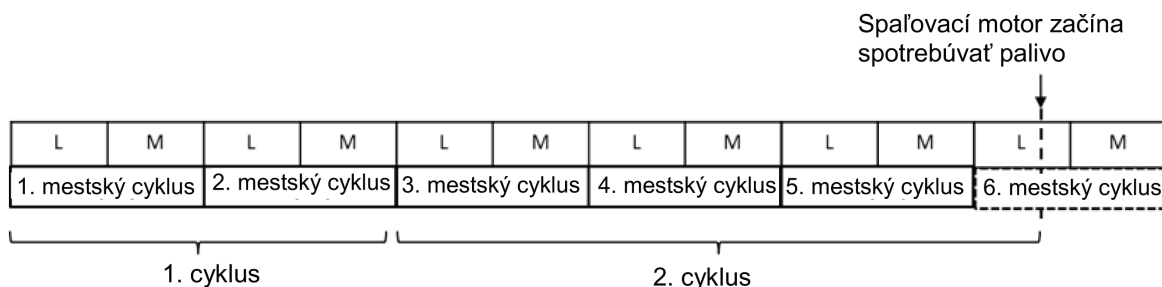 Spaľovací motor začína
spotrebúvať palivo
L M L M L M L M L M L M
1. mestský cyklus 2. mestský cyklus 3. mestský cyklus 4. mestský cyklus 5. mestský cyklus 6. mestský cyklus
1. cyklus 2. cyklus